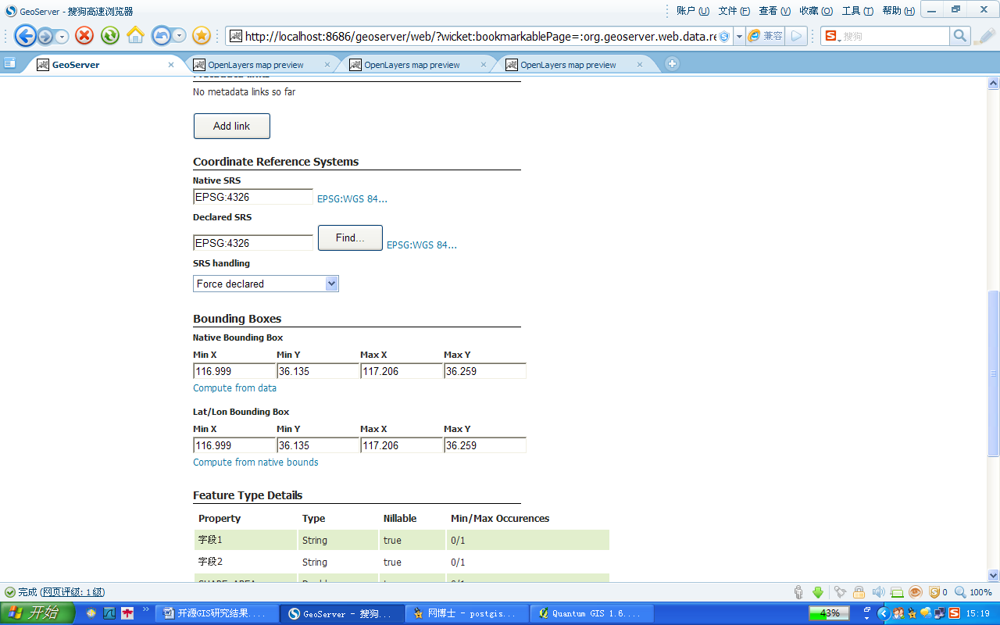 GeoServer - 搜狗高速浏览器
账户 (U) 文件 (F) 查看 (V) 收藏 (O) 工具 (T) 帮助 (H)
http://localhost:8686/geoserver/web/?wicket:bookmarkablePage=:org.geoserver.web.data.re
兼容
搜狗
GeoServer
OpenLayers map preview
OpenLayers map preview
OpenLayers map preview
No metadata links so far
Add link
Coordinate Reference Systems
Native SRS
EPSG:4326 EPSG:WGS 84...
Declared SRS
EPSG:4326 Find... EPSG:WGS 84...
SRS handling
Force declared
Bounding Boxes
Native Bounding Box
Min X Min Y Max X Max Y
116.999 36.135 117.206 36.259
Compute from data
Lat/Lon Bounding Box
Min X Min Y Max X Max Y
116.999 36.135 117.206 36.259
Compute from native bounds
Feature Type Details
Property Type Nillable Min/Max Occurences
字段1 String true 0/1
字段2 String true 0/1
完成 (网页评级: 1级)
0 100%
开始
开源GIS研究结果....
GeoServer - 搜狗...
网博士 - postgis...
Quantum GIS 1.6....
43%
15:19